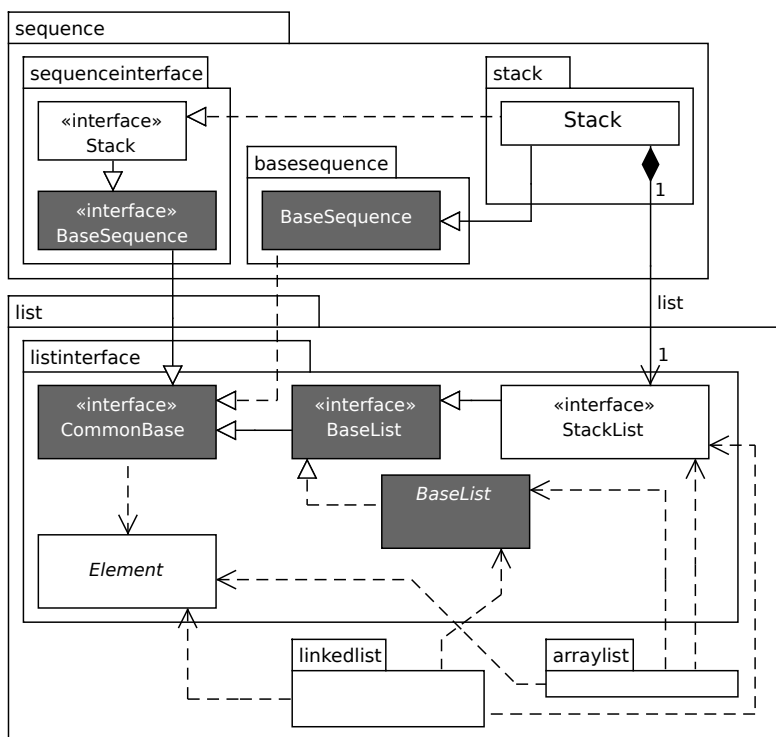 sequence
sequenceinterface
stack
«interface»
Stack
Stack
basesequence
1
«interface»
BaseSequence
BaseSequence
list
list
1
listinterface
«interface»
CommonBase
«interface»
BaseList
«interface»
StackList
BaseList
Element
linkedlist
arraylist